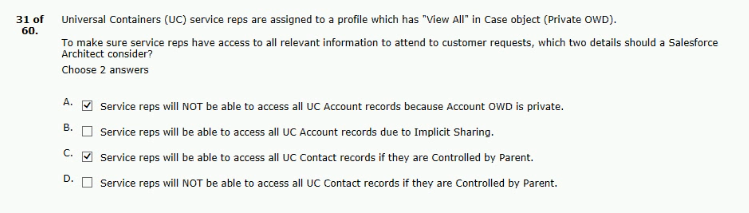 31 of 60.
Universal Containers (UC) service reps are assigned to a profile which has "View All" in Case object (Private OWD).
To make sure service reps have access to all relevant information to attend to customer requests, which two details should a Salesforce
Architect consider?
Choose 2 answers
A. Service reps will NOT be able to access all UC Account records because Account OWD is private.
B. Service reps will be able to access all UC Account records due to Implicit Sharing.
C. Service reps will be able to access all UC Contact records if they are Controlled by Parent.
D. Service reps will NOT be able to access all UC Contact records if they are Controlled by Parent.